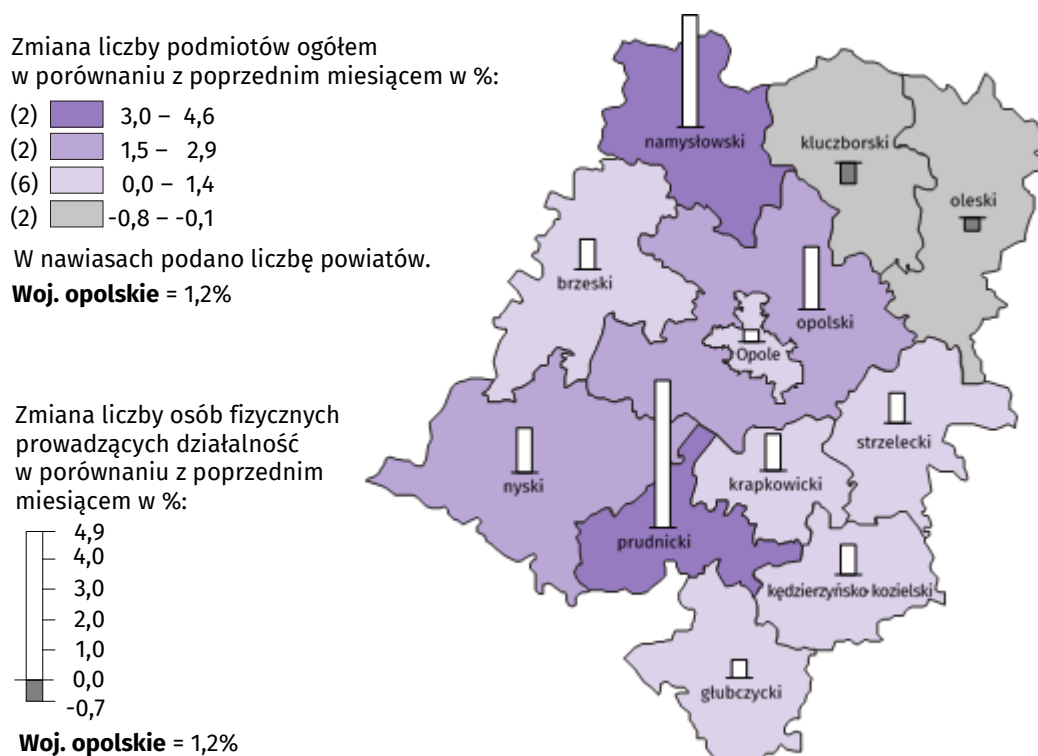 Zmiana liczby podmiotów ogółem
w porównaniu z poprzednim miesiącem w %:
(2) 3,0 – 4,6
(2) 1,5 – 2,9
(6) 0,0 – 1,4
(2) -0,8 – -0,1
W nawiasach podano liczbę powiatów.
Woj. opolskie = 1,2%
Zmiana liczby osób fizycznych
prowadzących działalność
w porównaniu z poprzednim
miesiącem w %:
4,9
4,0
3,0
2,0
1,0
0,0
-0,7
Woj. opolskie = 1,2%
namysłowski
kluczborski
oleski
brzeski
opolski
Opole
strzelecki
nyski
krapkowicki
prudnicki
kędzierzyńsko-kozielski
głubczycki